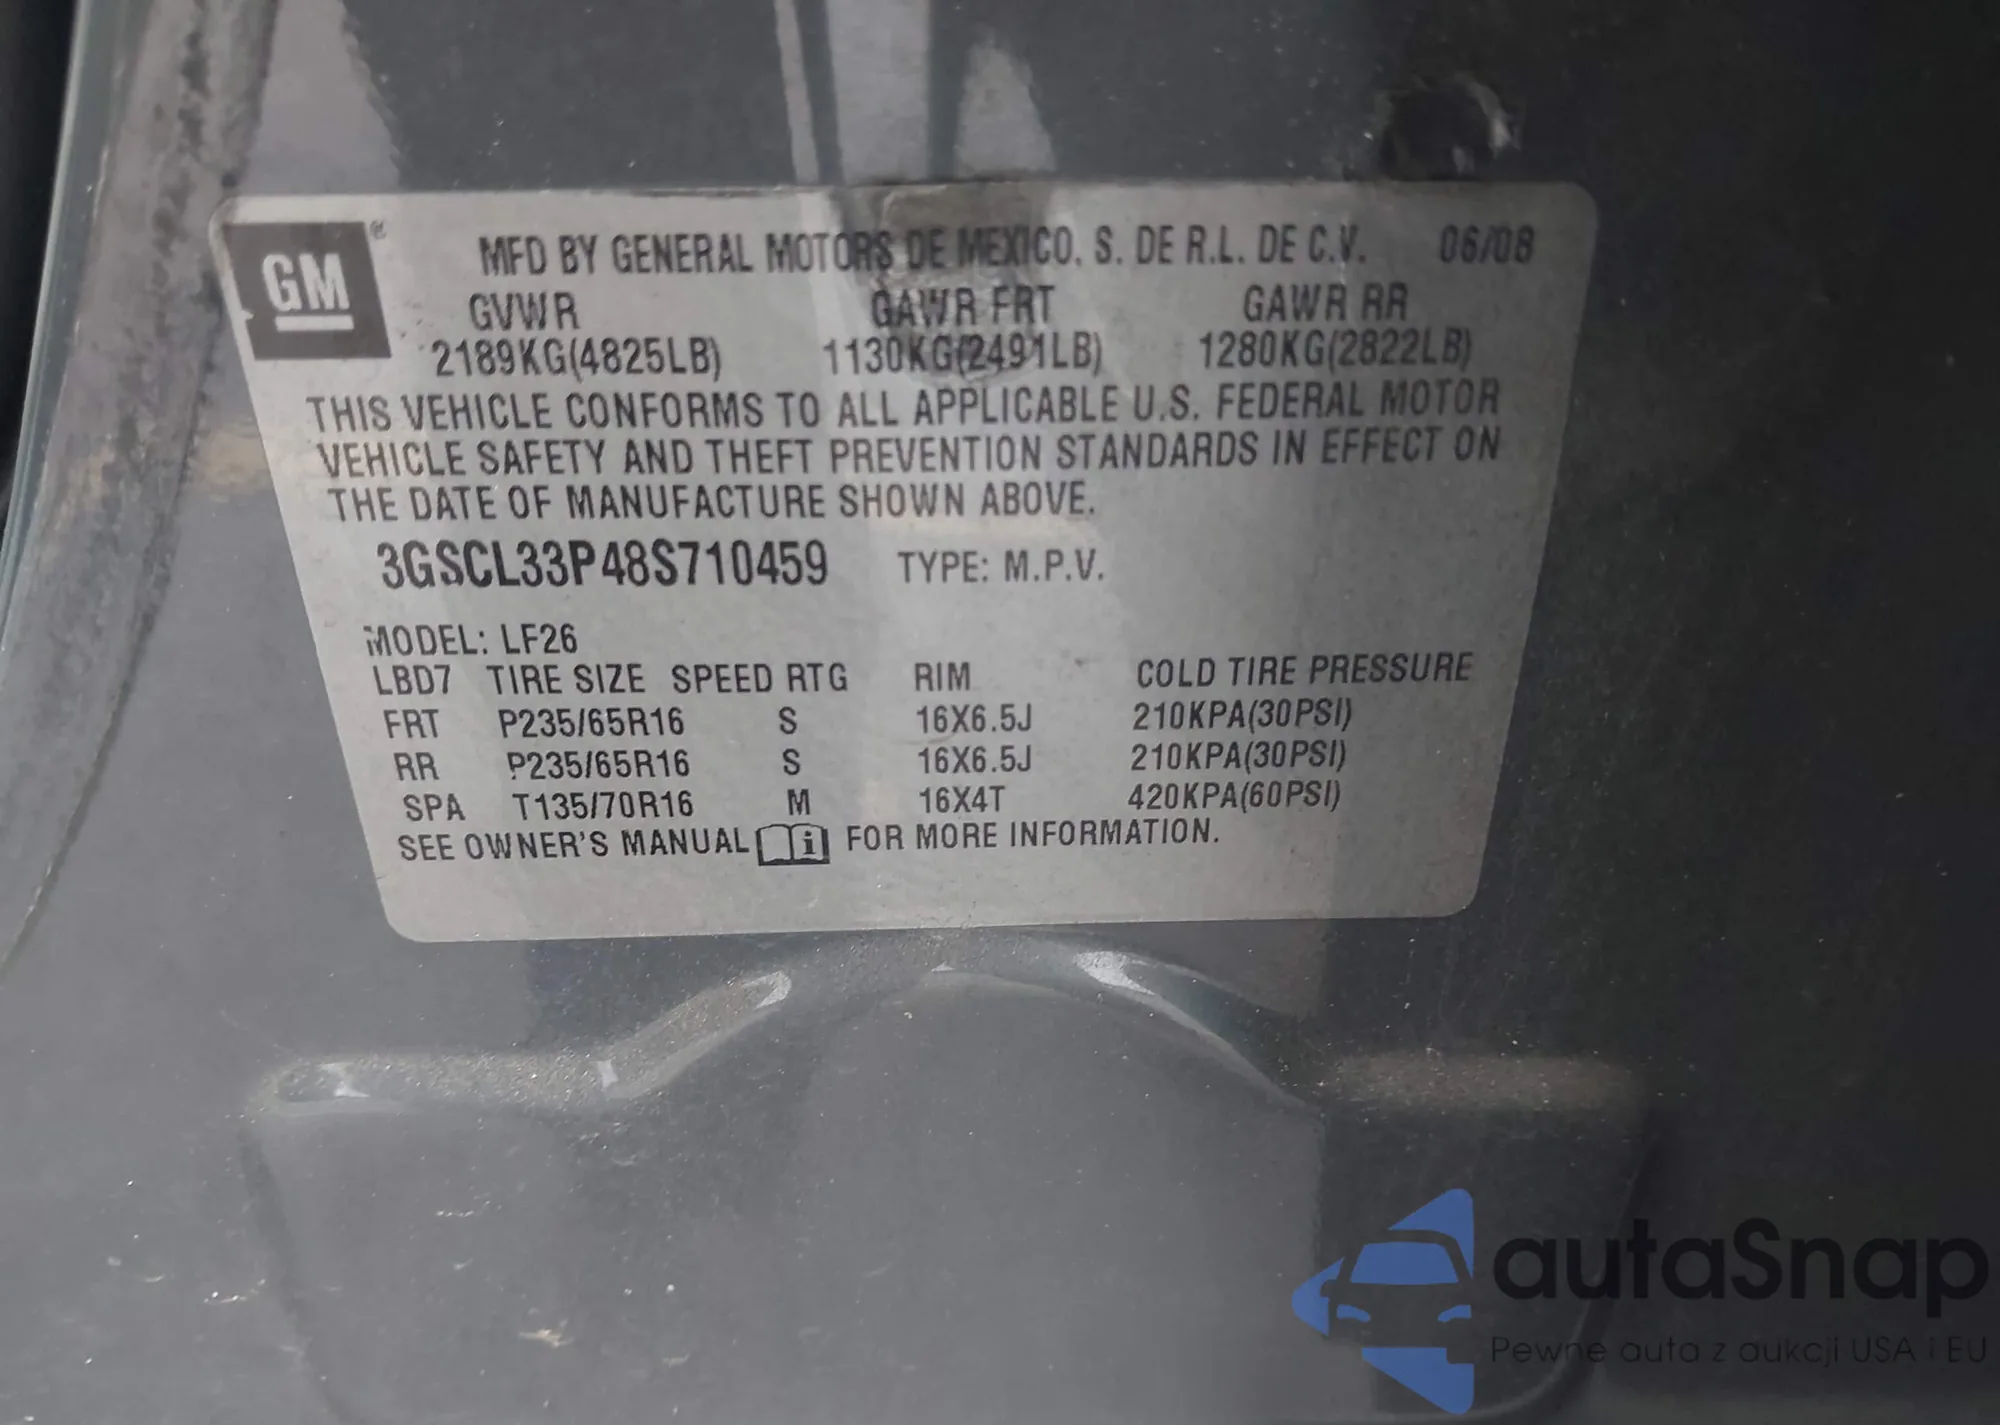 GM ®
MFD BY GENERAL MOTORS DE MEXICO, S. DE R.L. DE C.V. 06/08
GVWR GAWR FRT GAWR RR
2189KG(4825LB) 1130KG(2491LB) 1280KG(2822LB)
THIS VEHICLE CONFORMS TO ALL APPLICABLE U.S. FEDERAL MOTOR
VEHICLE SAFETY AND THEFT PREVENTION STANDARDS IN EFFECT ON
THE DATE OF MANUFACTURE SHOWN ABOVE.
3GSCL33P48S710459 TYPE: M.P.V.
MODEL: LF26
LBD7 TIRE SIZE SPEED RTG RIM COLD TIRE PRESSURE
FRT P235/65R16 S 16X6.5J 210KPA(30PSI)
RR P235/65R16 S 16X6.5J 210KPA(30PSI)
SPA T135/70R16 M 16X4T 420KPA(60PSI)
SEE OWNER'S MANUAL i FOR MORE INFORMATION.
autaSnap
Pewne auta z aukcji USA i EU